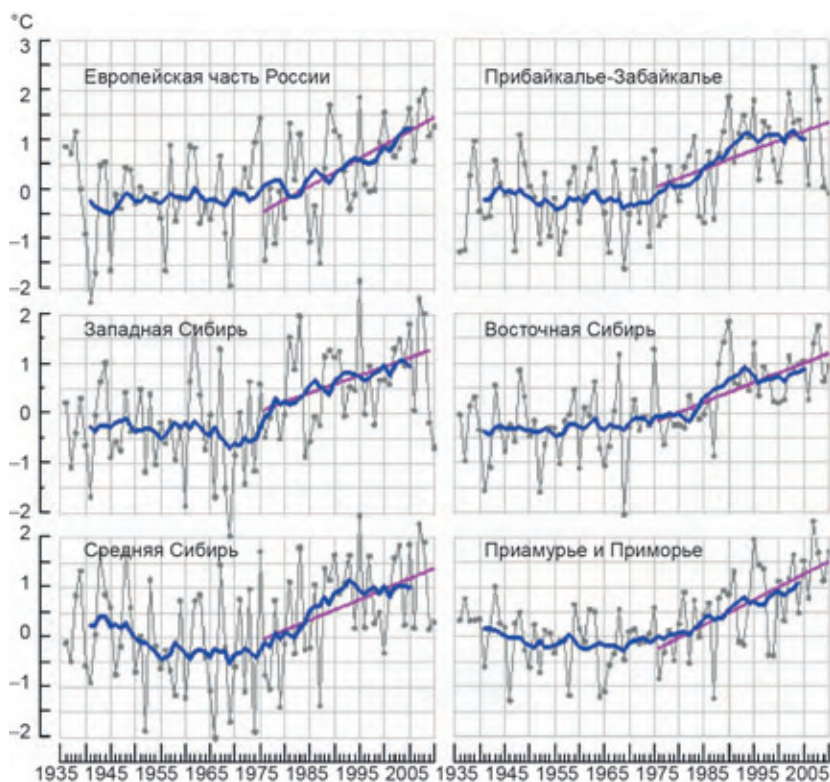 °C
3
2
1
0
–1
–2
Европейская часть России
Прибайкалье-Забайкалье
2
1
0
–1
–2
Западная Сибирь
Восточная Сибирь
2
1
0
–1
–2
Средняя Сибирь
Приамурье и Приморье
1935 1945 1955 1965 1975 1985 1995 2005
1935 1945 1955 1965 1975 1985 1995 2005